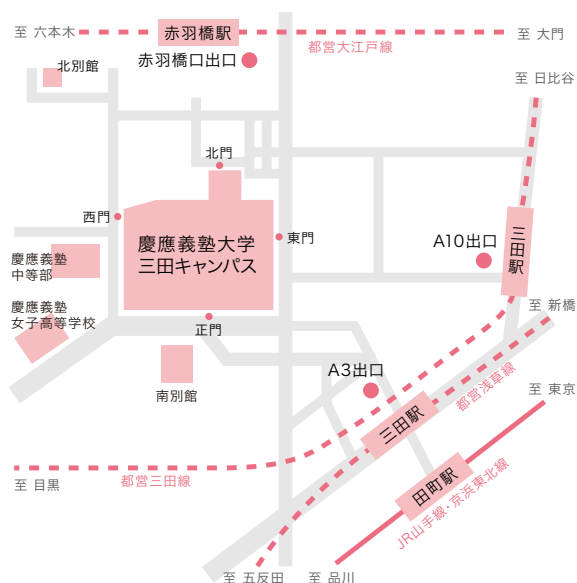 至 六本木
赤羽橋駅
都営大江戸線
至 大門
赤羽橋口出口
北別館
至 日比谷
北門
西門
慶應義塾大学
三田キャンパス
東門
三田駅
A10出口
慶應義塾
中等部
慶應義塾
女子高等学校
至 新橋
正門
A3出口
南別館
都営浅草線
至 東京
三田駅
都営三田線
至 目黒
田町駅
JR山手線・京浜東北線
至 五反田
至 品川